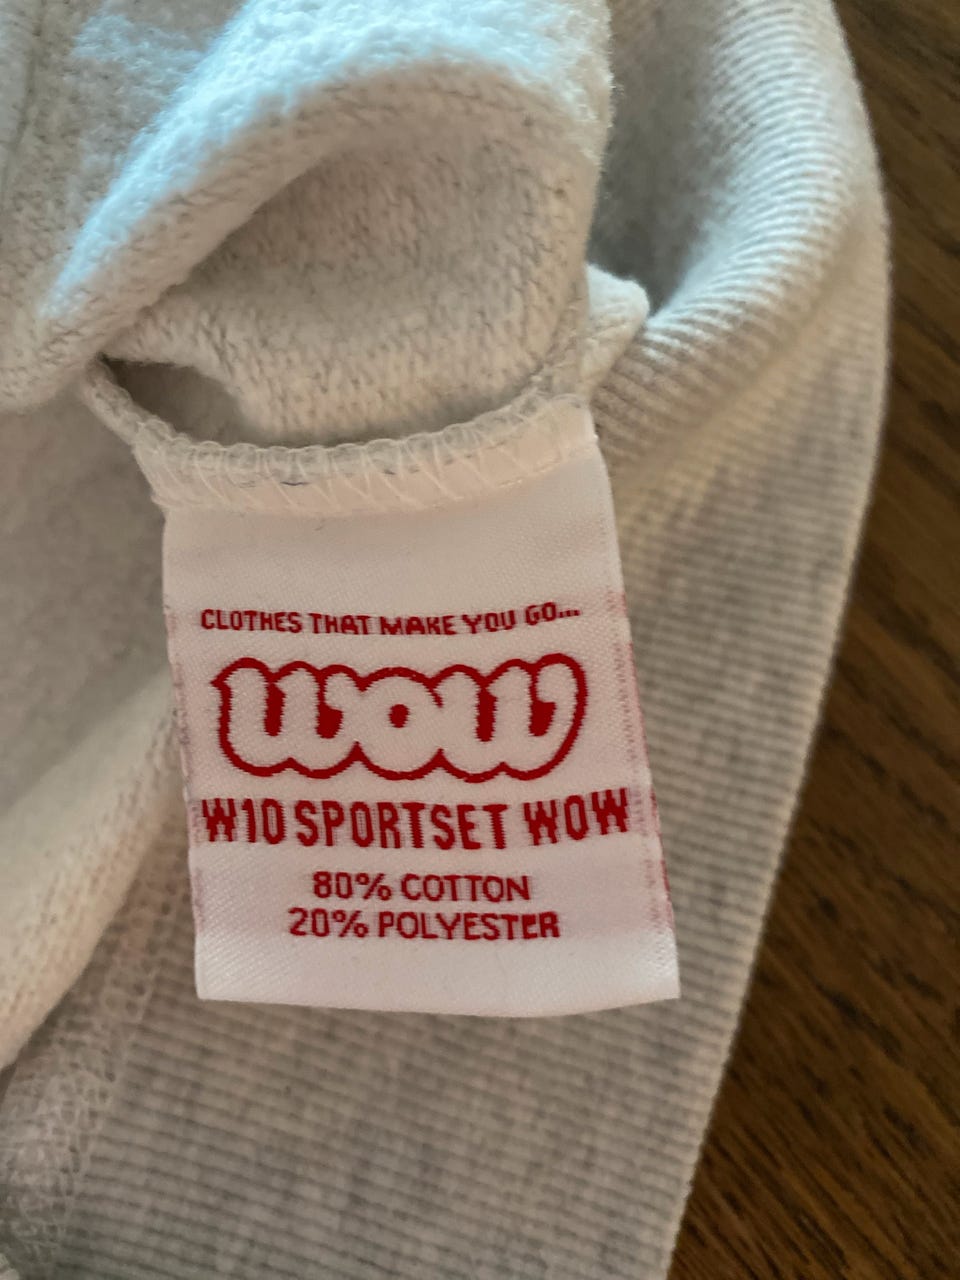 CLOTHES THAT MAKE YOU GO...
WOW
W10 SPORTSET WOW
80% COTTON
20% POLYESTER